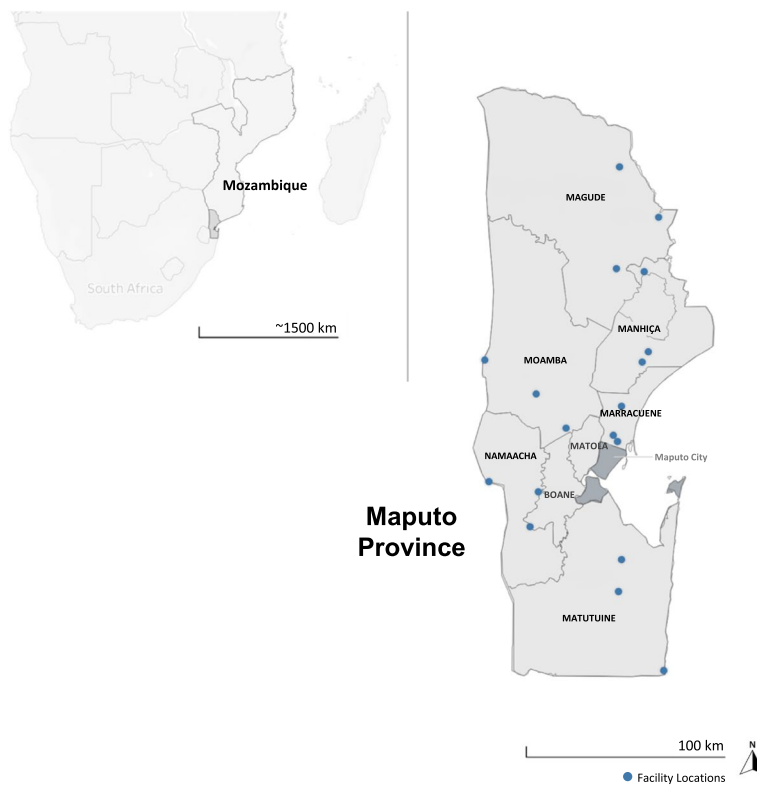 Mozambique
South Africa
~1500 km
MAGUDE
MANHIÇA
MOAMBA
MARRACUENE
MATOLA
NAMAACHA
Maputo City
BOANE
Maputo
Province
MATUTUINE
100 km
N
Facility Locations